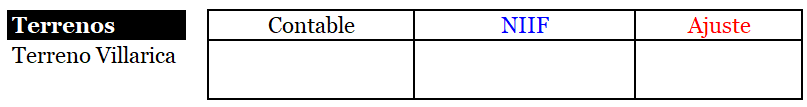 Terrenos Contable NIIF Ajuste
Terreno Villarica